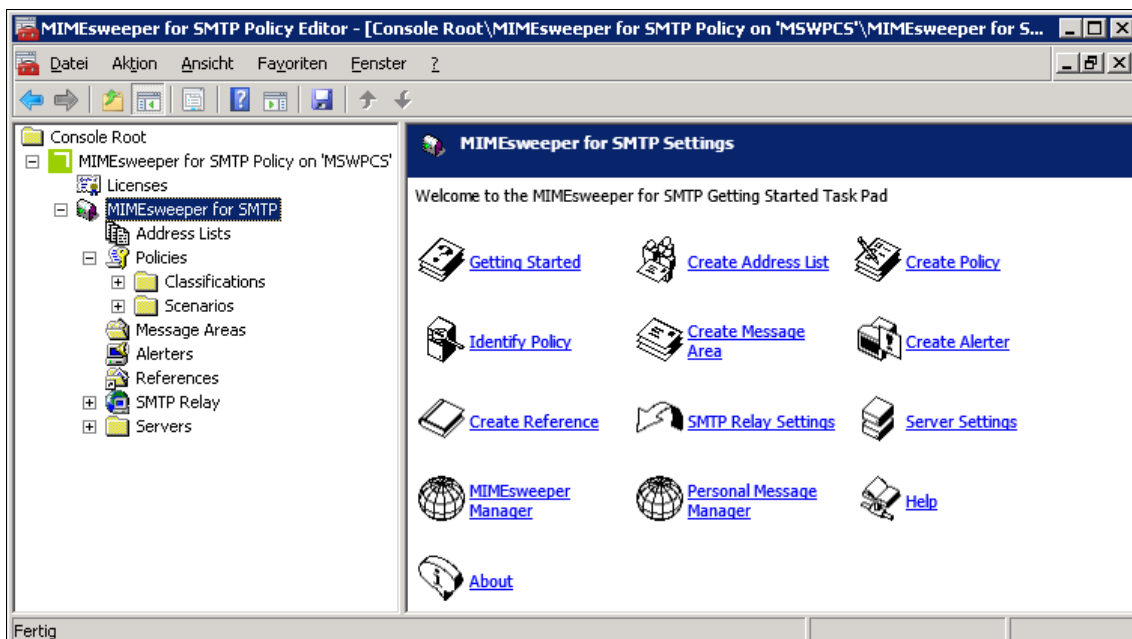 MIMEsweeper for SMTP Policy Editor - [Console Root\MIMEsweeper for SMTP Policy on 'MSWPCS'\MIMEsweeper for S...
Datei Aktion Ansicht Favoriten Fenster ?
Console Root
MIMEsweeper for SMTP Policy on 'MSWPCS'
Licenses
MIMEsweeper for SMTP
Address Lists
Policies
Classifications
Scenarios
Message Areas
Alerters
References
SMTP Relay
Servers
MIMEsweeper for SMTP Settings
Welcome to the MIMEsweeper for SMTP Getting Started Task Pad
Getting Started
Create Address List
Create Policy
Identify Policy
Create Message
Area
Create Alerter
Create Reference
SMTP Relay Settings
Server Settings
MIMEsweeper
Manager
Personal Message
Manager
Help
About
Fertig